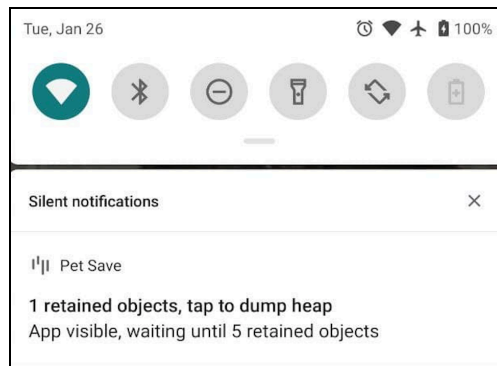 Tue, Jan 26 100%
Silent notifications
Pet Save
1 retained objects, tap to dump heap
App visible, waiting until 5 retained objects